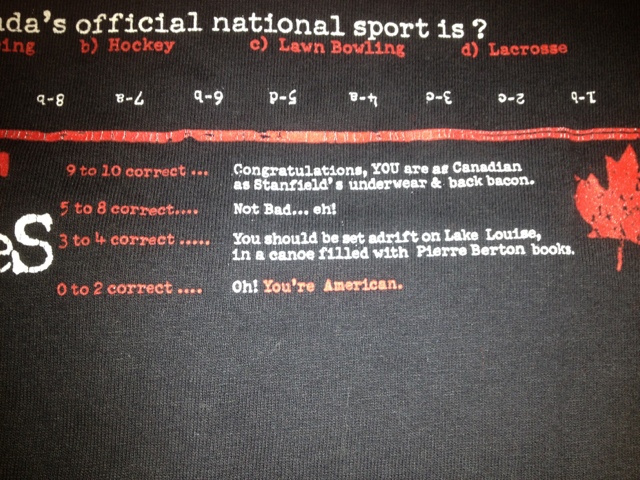 da's official national sport is ?
ing b) Hockey c) Lawn Bowling d) Lacrosse
1-b 2-c 3-c 4-a 5-d 6-b 7-a 8-b
9 to 10 correct ... Congratulations, YOU are as Canadian
as Stanfield's underwear & back bacon.
5 to 8 correct.... Not Bad... eh!
es
3 to 4 correct ..... You should be set adrift on Lake Louise,
in a canoe filled with Pierre Berton books.
0 to 2 correct .... Oh! You're American.